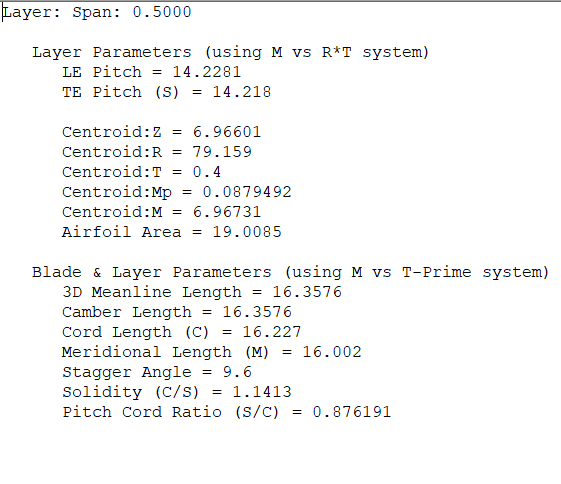 Layer: Span: 0.5000
Layer Parameters (using M vs R*T system)
LE Pitch = 14.2281
TE Pitch (S) = 14.218
Centroid:Z = 6.96601
Centroid:R = 79.159
Centroid:T = 0.4
Centroid:Mp = 0.0879492
Centroid:M = 6.96731
Airfoil Area = 19.0085
Blade & Layer Parameters (using M vs T-Prime system)
3D Meanline Length = 16.3576
Camber Length = 16.3576
Cord Length (C) = 16.227
Meridional Length (M) = 16.002
Stagger Angle = 9.6
Solidity (C/S) = 1.1413
Pitch Cord Ratio (S/C) = 0.876191